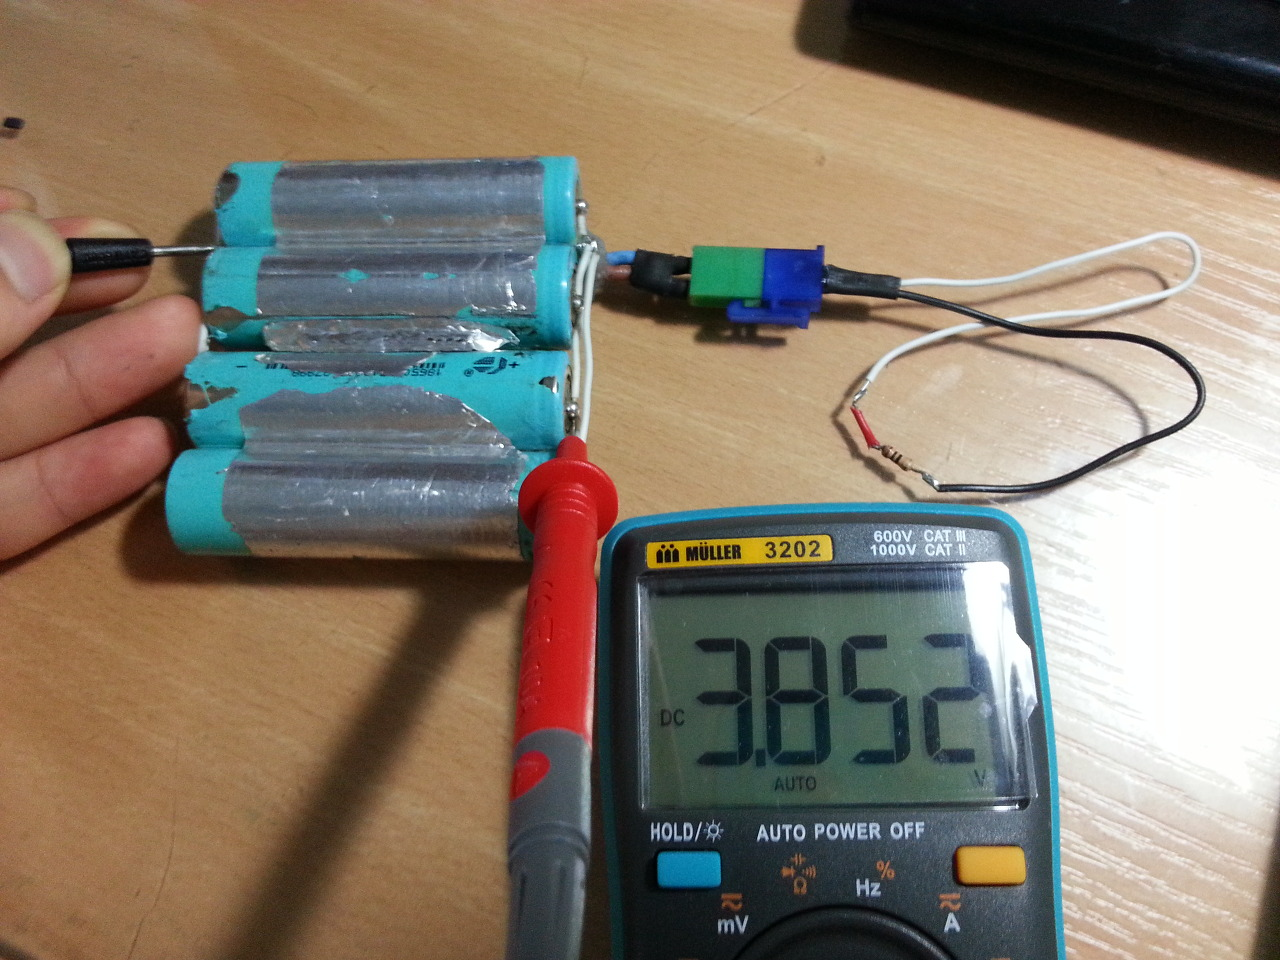 +
-
MÜLLER 3202
600V CAT III
1000V CAT II
3.852
DC
AUTO
V
HOLD/
AUTO POWER OFF
Ω
Hz
%
mV
A